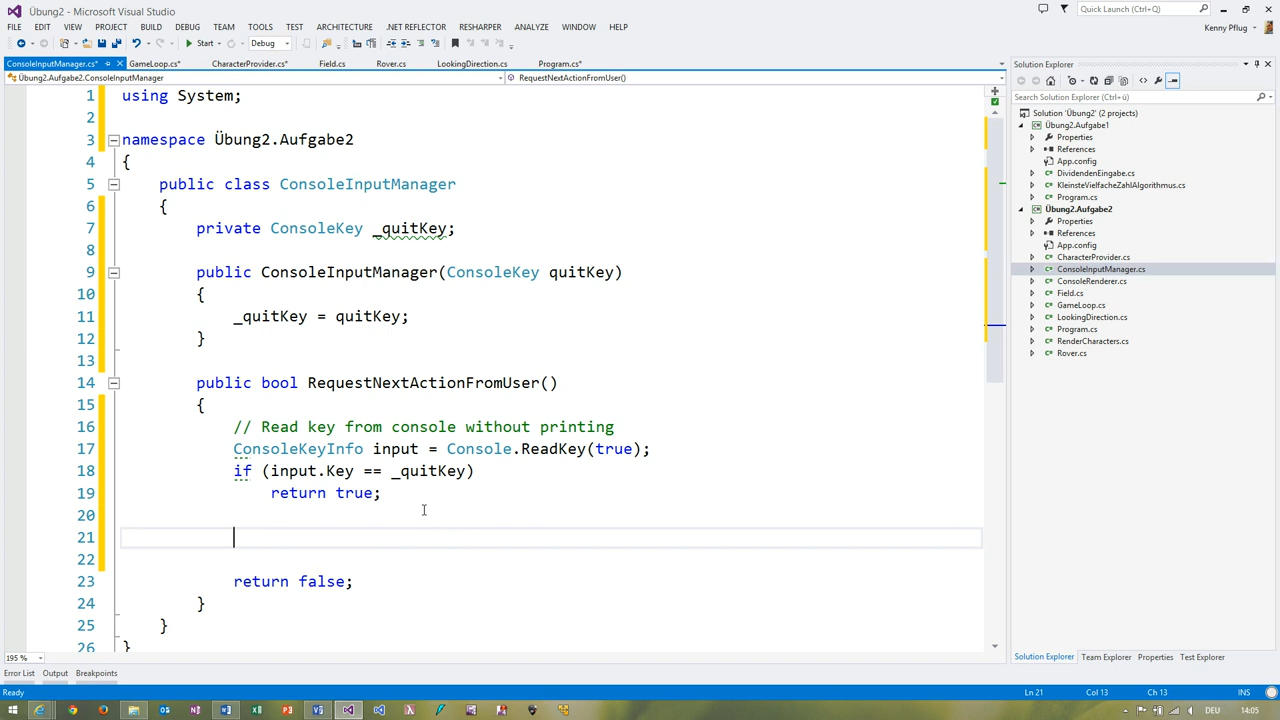 Übung2 - Microsoft Visual Studio
Quick Launch (Ctrl+Q)
FILE EDIT VIEW PROJECT BUILD DEBUG TEAM TOOLS TEST ARCHITECTURE .NET REFLECTOR RESHARPER ANALYZE WINDOW HELP
Kenny Pflug
Start Debug
ConsoleInputManager.cs* GameLoop.cs* CharacterProvider.cs* Field.cs Rover.cs LookingDirection.cs Program.cs*
Übung2.Aufgabe2.ConsoleInputManager RequestNextActionFromUser()
1 using System;
2
3 namespace Übung2.Aufgabe2
4 {
5 public class ConsoleInputManager
6 {
7 private ConsoleKey _quitKey;
8
9 public ConsoleInputManager(ConsoleKey quitKey)
10 {
11 _quitKey = quitKey;
12 }
13
14 public bool RequestNextActionFromUser()
15 {
16 // Read key from console without printing
17 ConsoleKeyInfo input = Console.ReadKey(true);
18 if (input.Key == _quitKey)
19 return true;
20
21
22
23 return false;
24 }
25 }
26 }
195 %
Solution Explorer
Search Solution Explorer (Ctrl+ü)
Solution 'Übung2' (2 projects)
Übung2.Aufgabe1
Properties
References
App.config
DividendenEingabe.cs
KleinsteVielfacheZahlAlgorithmus.cs
Program.cs
Übung2.Aufgabe2
Properties
References
App.config
CharacterProvider.cs
ConsoleInputManager.cs
ConsoleRenderer.cs
Field.cs
GameLoop.cs
LookingDirection.cs
Program.cs
RenderCharacters.cs
Rover.cs
Solution Explorer Team Explorer Properties Test Explorer
Error List Output Breakpoints
Ready Ln 21 Col 13 Ch 13 INS
DEU 14:05